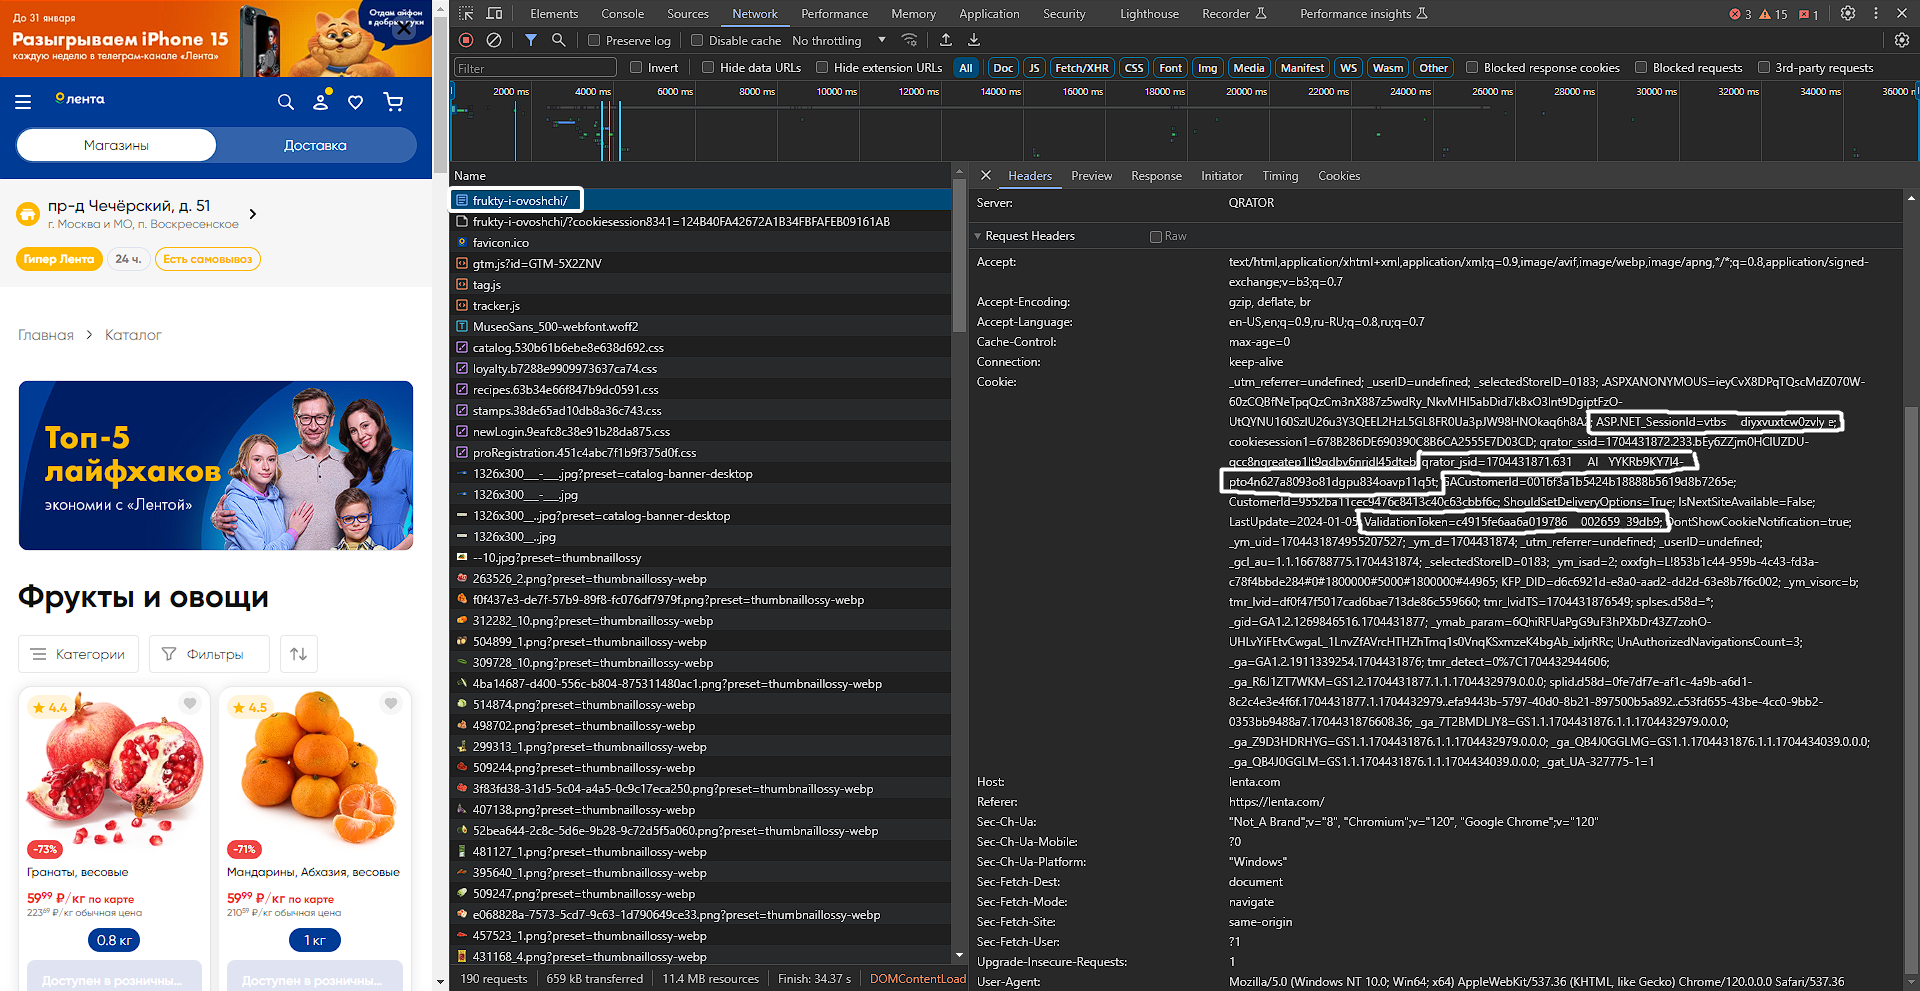 До 31 января
Разыгрываем iPhone 15
каждую неделю в телеграм-канале «Лента»
Отдам айфон
в добрые руки
лента
Магазины
Доставка
пр-д Чечёрский, д. 51
г. Москва и МО, п. Воскресенское
Гипер Лента
24 ч.
Есть самовывоз
Главная > Каталог
Топ-5
лайфхаков
экономии с «Лентой»
Фрукты и овощи
Категории
Фильтры
4.4
-73%
Гранаты, весовые
59⁹⁹ ₽/кг по карте
223⁶⁹ ₽/кг обычная цена
0.8 кг
Доступен в розничны...
4.5
-71%
Мандарины, Абхазия, весовые
59⁹⁹ ₽/кг по карте
210⁵⁹ ₽/кг обычная цена
1 кг
Доступен в розничны...
Elements Console Sources Network Performance Memory Application Security Lighthouse Recorder Performance insights 3 15 1
Preserve log Disable cache No throttling
Filter Invert Hide data URLs Hide extension URLs All Doc JS Fetch/XHR CSS Font Img Media Manifest WS Wasm Other Blocked response cookies Blocked requests 3rd-party requests
2000 ms 4000 ms 6000 ms 8000 ms 10000 ms 12000 ms 14000 ms 16000 ms 18000 ms 20000 ms 22000 ms 24000 ms 26000 ms 28000 ms 30000 ms 32000 ms 34000 ms 36000 m
Name
frukty-i-ovoshchi/
frukty-i-ovoshchi/?cookiesession8341=124B40FA42672A1B34FBFAFEB09161AB
favicon.ico
gtm.js?id=GTM-5X2ZNV
tag.js
tracker.js
MuseoSans_500-webfont.woff2
catalog.530b61b6ebe8e638d692.css
loyalty.b7288e9909973637ca74.css
recipes.63b34e66f847b9dc0591.css
stamps.38de65ad10db8a36c743.css
newLogin.9eafc8c38e91b28da875.css
proRegistration.451c4abc7f1b9f375d0f.css
1326x300__-__.jpg?preset=catalog-banner-desktop
1326x300__-__.jpg
1326x300__..jpg?preset=catalog-banner-desktop
1326x300__..jpg
--10.jpg?preset=thumbnaillossy
263526_2.png?preset=thumbnaillossy-webp
f0f437e3-de7f-57b9-89f8-fc076df7979f.png?preset=thumbnaillossy-webp
312282_10.png?preset=thumbnaillossy-webp
504899_1.png?preset=thumbnaillossy-webp
309728_10.png?preset=thumbnaillossy-webp
4ba14687-d400-556c-b804-875311480ac1.png?preset=thumbnaillossy-webp
514874.png?preset=thumbnaillossy-webp
498702.png?preset=thumbnaillossy-webp
299313_1.png?preset=thumbnaillossy-webp
509244.png?preset=thumbnaillossy-webp
3f83fd38-31d5-5c04-a4a5-0c9c17eca250.png?preset=thumbnaillossy-webp
407138.png?preset=thumbnaillossy-webp
52bea644-2c8c-5d6e-9b28-9c72d5f5a060.png?preset=thumbnaillossy-webp
481127_1.png?preset=thumbnaillossy-webp
395640_1.png?preset=thumbnaillossy-webp
509247.png?preset=thumbnaillossy-webp
e068828a-7573-5cd7-9c63-1d790649ce33.png?preset=thumbnaillossy-webp
457523_1.png?preset=thumbnaillossy-webp
431168_4.png?preset=thumbnaillossy-webp
190 requests 659 kB transferred 11.4 MB resources Finish: 34.37 s DOMContentLoad
Headers Preview Response Initiator Timing Cookies
Server: QRATOR
Request Headers Raw
Accept: text/html,application/xhtml+xml,application/xml;q=0.9,image/avif,image/webp,image/apng,*/*;q=0.8,application/signed-
exchange;v=b3;q=0.7
Accept-Encoding: gzip, deflate, br
Accept-Language: en-US,en;q=0.9,ru-RU;q=0.8,ru;q=0.7
Cache-Control: max-age=0
Connection: keep-alive
Cookie: _utm_referrer=undefined; _userID=undefined; _selectedStoreID=0183; .ASPXANONYMOUS=ieyCvX8DPqTQscMdZ070W-
60zCQBfNeTpqQzCm3nX887z5wdRy_NkvMHI5abDid7kBxO3Int9DgiptFzO-
UtQYNU160SzIU26u3Y3QEEL2HzL5GL8FR0Ua3pJW98HNOkaq6h8A2; ASP.NET_SessionId=vtbs diyxvuxtcw0zvly e;
cookiesession1=678B286DE690390C8B6CA2555E7D03CD; qrator_ssid=1704431872.233.bEy6ZZjm0HCIUZDU-
qcc8ngreatep1lt9gdbv6nridl45dteb qrator_jsid=1704431871.631 Al YYKRb9KY7l4-
pto4n627a8093o81dgpu834oavp11q5t; GACustomerId=0016f3a1b5424b18888b5619d8b7265e;
CustomerId=9552ba11cec9476c8413c40c63cbbf6c; ShouldSetDeliveryOptions=True; IsNextSiteAvailable=False;
LastUpdate=2024-01-05 ValidationToken=c4915fe6aa6a019786 002659 39db9; DontShowCookieNotification=true;
_ym_uid=1704431874955207527; _ym_d=1704431874; _utm_referrer=undefined; _userID=undefined;
_gcl_au=1.1.166788775.1704431874; _selectedStoreID=0183; _ym_isad=2; oxxfgh=L!853b1c44-959b-4c43-fd3a-
c78f4bbde284#0#1800000#5000#1800000#44965; KFP_DID=d6c6921d-e8a0-aad2-dd2d-63e8b7f6c002; _ym_visorc=b;
tmr_lvid=df0f47f5017cad6bae713de86c559660; tmr_lvidTS=1704431876549; splses.d58d=*;
_gid=GA1.2.1269846516.1704431877; _ymab_param=6QhiRFUaPgG9uF3hPXbDr43Z7zohO-
UHLvYiFEtvCwgaL_1LnvZfAVrcHTHZhTmq1s0VnqKSxmzeK4bgAb_ixljrRRc; UnAuthorizedNavigationsCount=3;
_ga=GA1.2.1911339254.1704431876; tmr_detect=0%7C1704432944606;
_ga_R6J1ZT7WKM=GS1.2.1704431877.1.1.1704432979.0.0.0; splid.d58d=0fe7df7e-af1c-4a9b-a6d1-
8c2c4e3e4f6f.1704431877.1.1704432979..efa9443b-5797-40d0-8b21-897500b5a892..c53fd655-43be-4cc0-9bb2-
0353bb9488a7.1704431876608.36; _ga_7T2BMDLJY8=GS1.1.1704431876.1.1.1704432979.0.0.0;
_ga_Z9D3HDRHYG=GS1.1.1704431876.1.1.1704432979.0.0.0; _ga_QB4J0GGLMG=GS1.1.1704431876.1.1.1704434039.0.0.0;
_ga_QB4J0GGLM=GS1.1.1704431876.1.1.1704434039.0.0.0; _gat_UA-327775-1=1
Host: lenta.com
Referer: https://lenta.com/
Sec-Ch-Ua: "Not_A Brand";v="8", "Chromium";v="120", "Google Chrome";v="120"
Sec-Ch-Ua-Mobile: ?0
Sec-Ch-Ua-Platform: "Windows"
Sec-Fetch-Dest: document
Sec-Fetch-Mode: navigate
Sec-Fetch-Site: same-origin
Sec-Fetch-User: ?1
Upgrade-Insecure-Requests: 1
User-Agent: Mozilla/5.0 (Windows NT 10.0; Win64; x64) AppleWebKit/537.36 (KHTML, like Gecko) Chrome/120.0.0.0 Safari/537.36